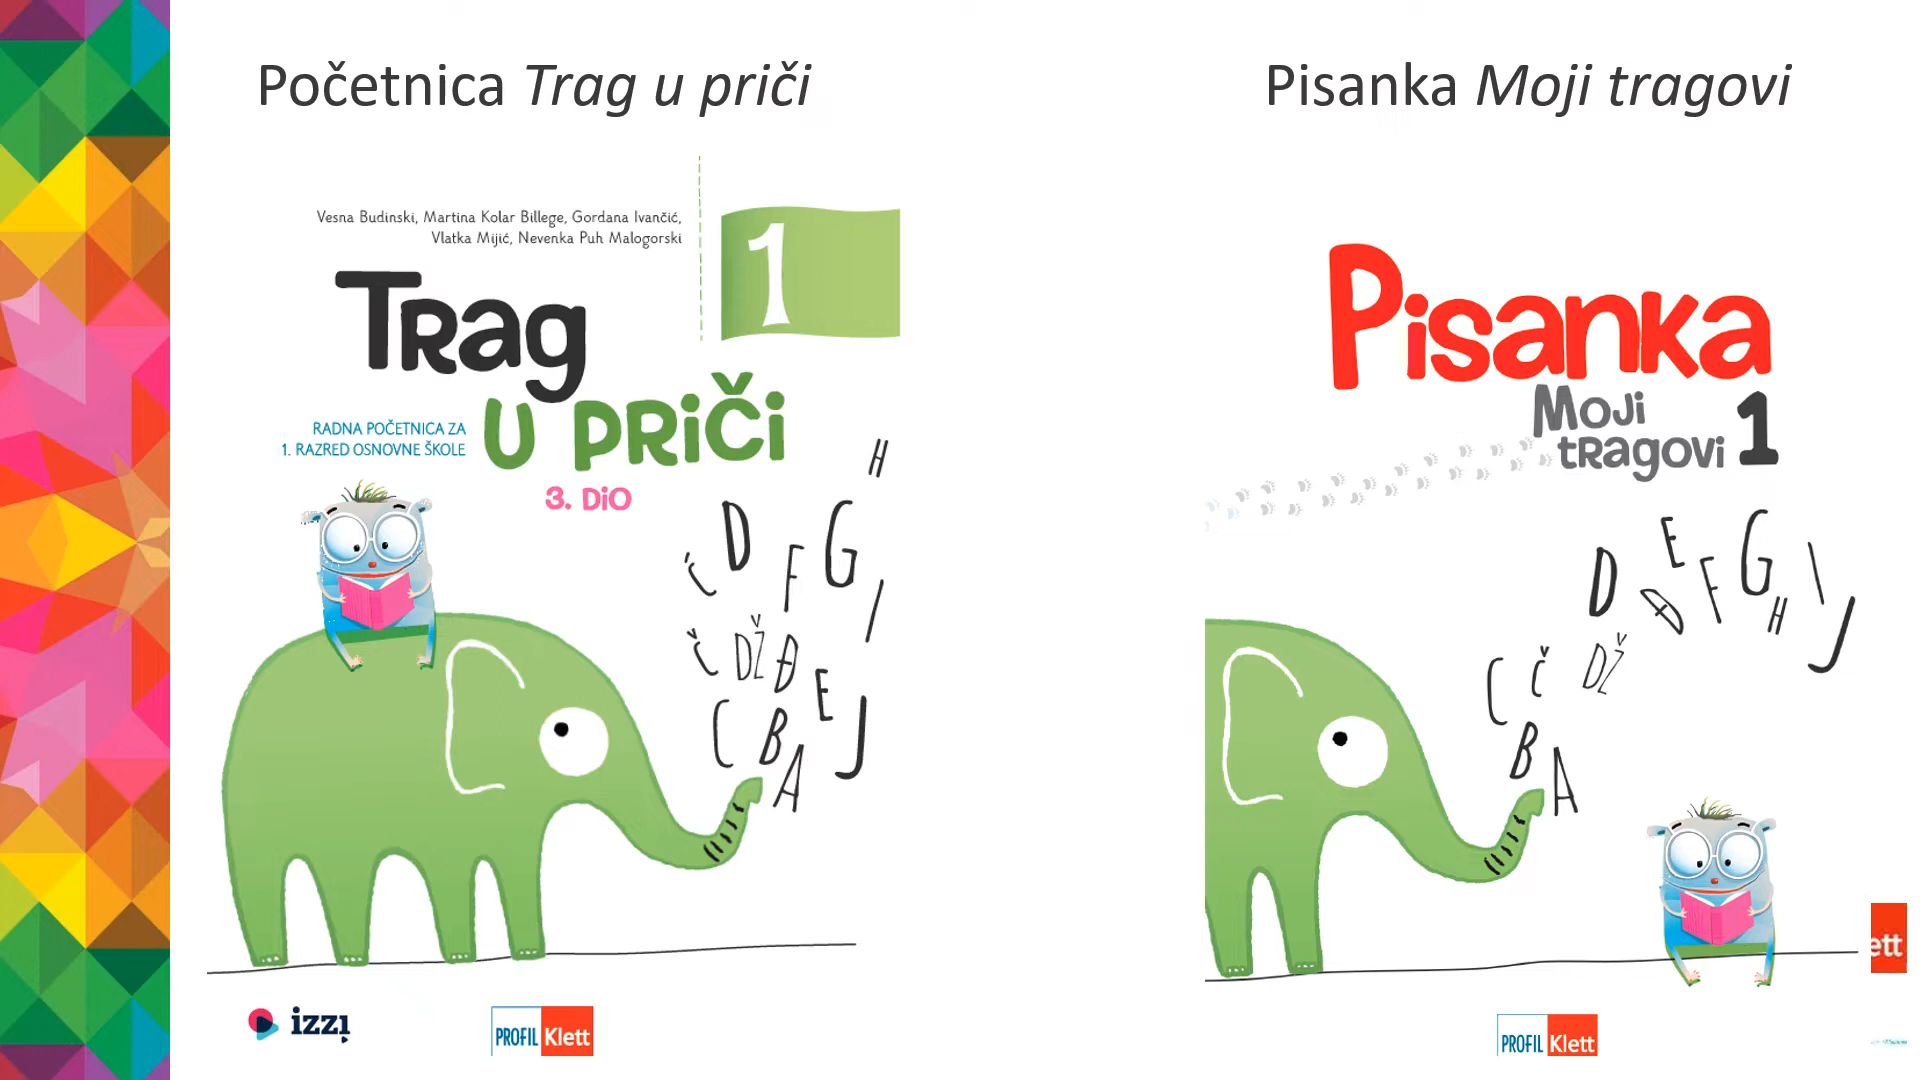 Početnica Trag u priči
Vesna Budinski, Martina Kolar Billege, Gordana Ivančić,
Vlatka Mijić, Nevenka Puh Malogorski
1
Trag
u priči
RADNA POČETNICA ZA
1. RAZRED OSNOVNE ŠKOLE
3. DiO
H
D
G
F
Ć
I
Č
DŽ
Đ
E
C
B
J
A
izzi
PROFIL Klett
Pisanka Moji tragovi
Pisanka
Moji
tragovi 1
E
G
D
F
I
Đ
H
J
DŽ
C
Č
B
A
ett
PROFIL Klett